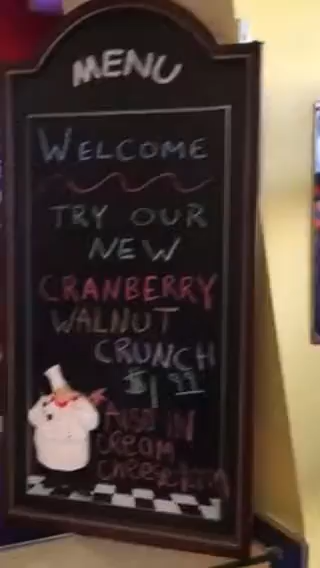 MENU
WELCOME
TRY OUR
NEW
CRANBERRY
WALNUT
CRUNCH
$1 99
ALSO IN
CREAM
CHEESE